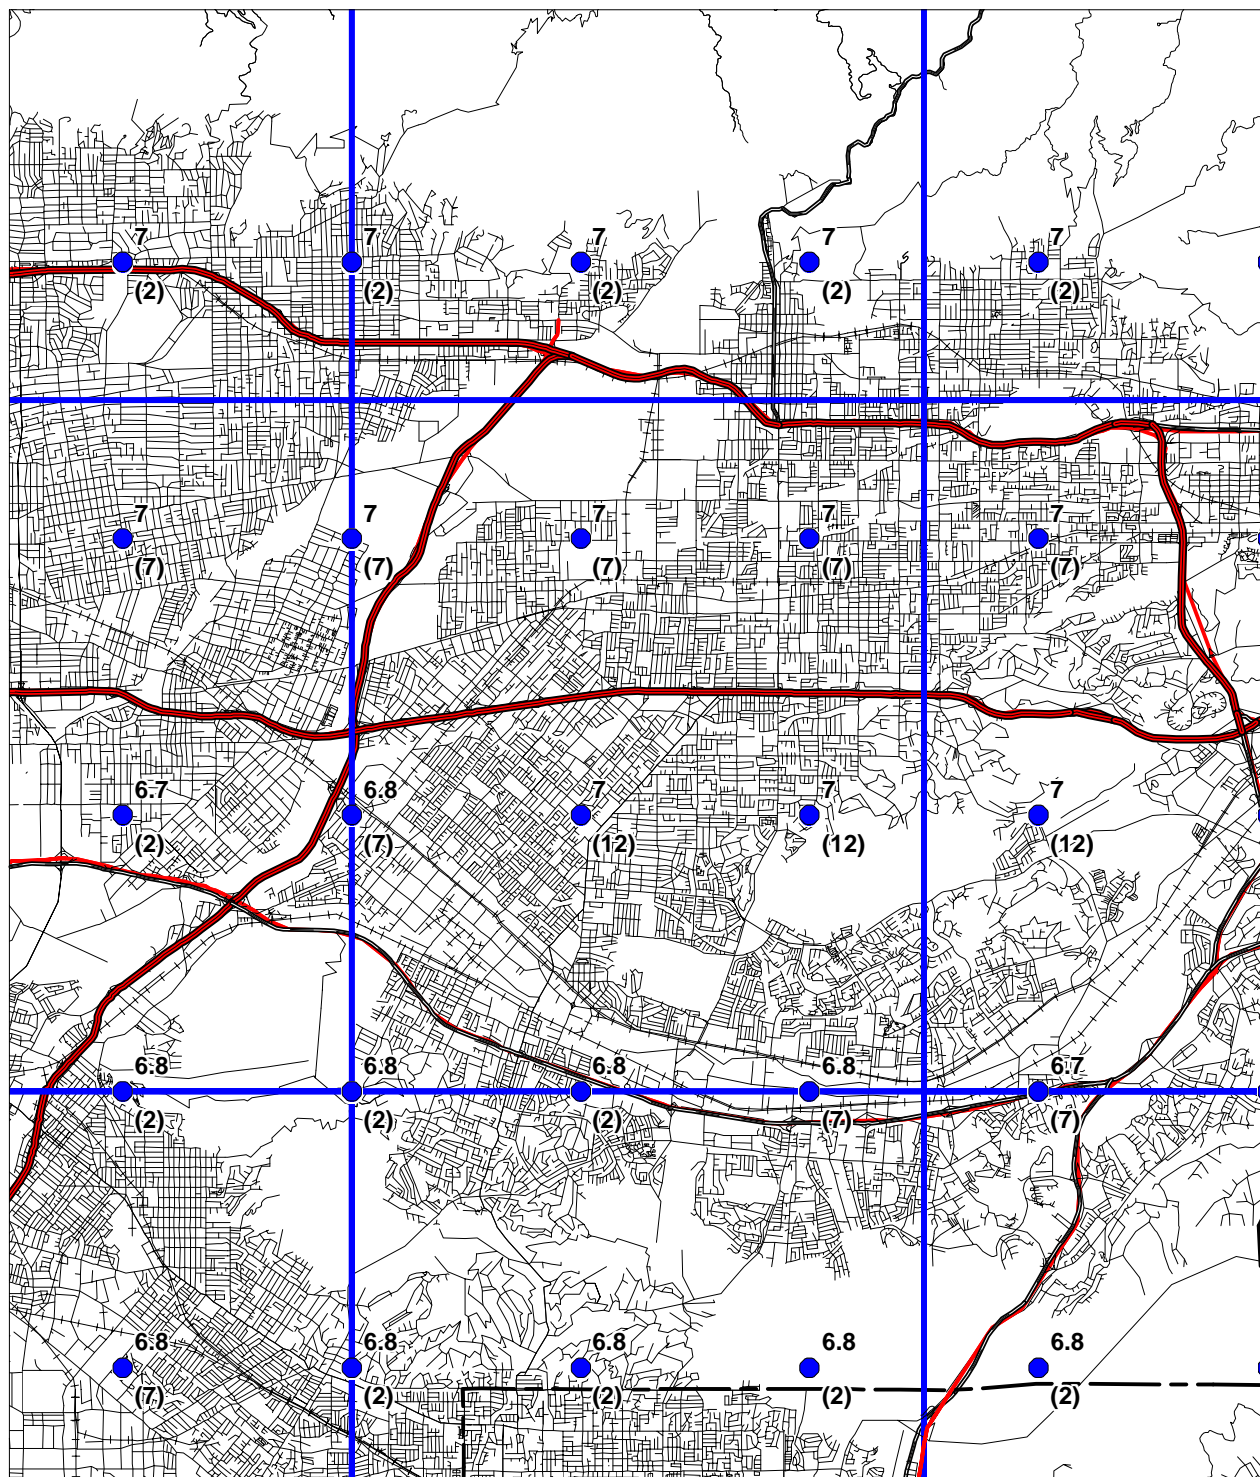 7 7 7 7 7
(2) (2) (2) (2) (2)
7 7 7 7 7
(7) (7) (7) (7) (7)
6.7 6.8 7 7 7
(2) (7) (12) (12) (12)
6.8 6.8 6.8 6.8 6.7
(2) (2) (2) (7) (7)
6.8 6.8 6.8 6.8 6.8
(7) (2) (2) (2) (2)